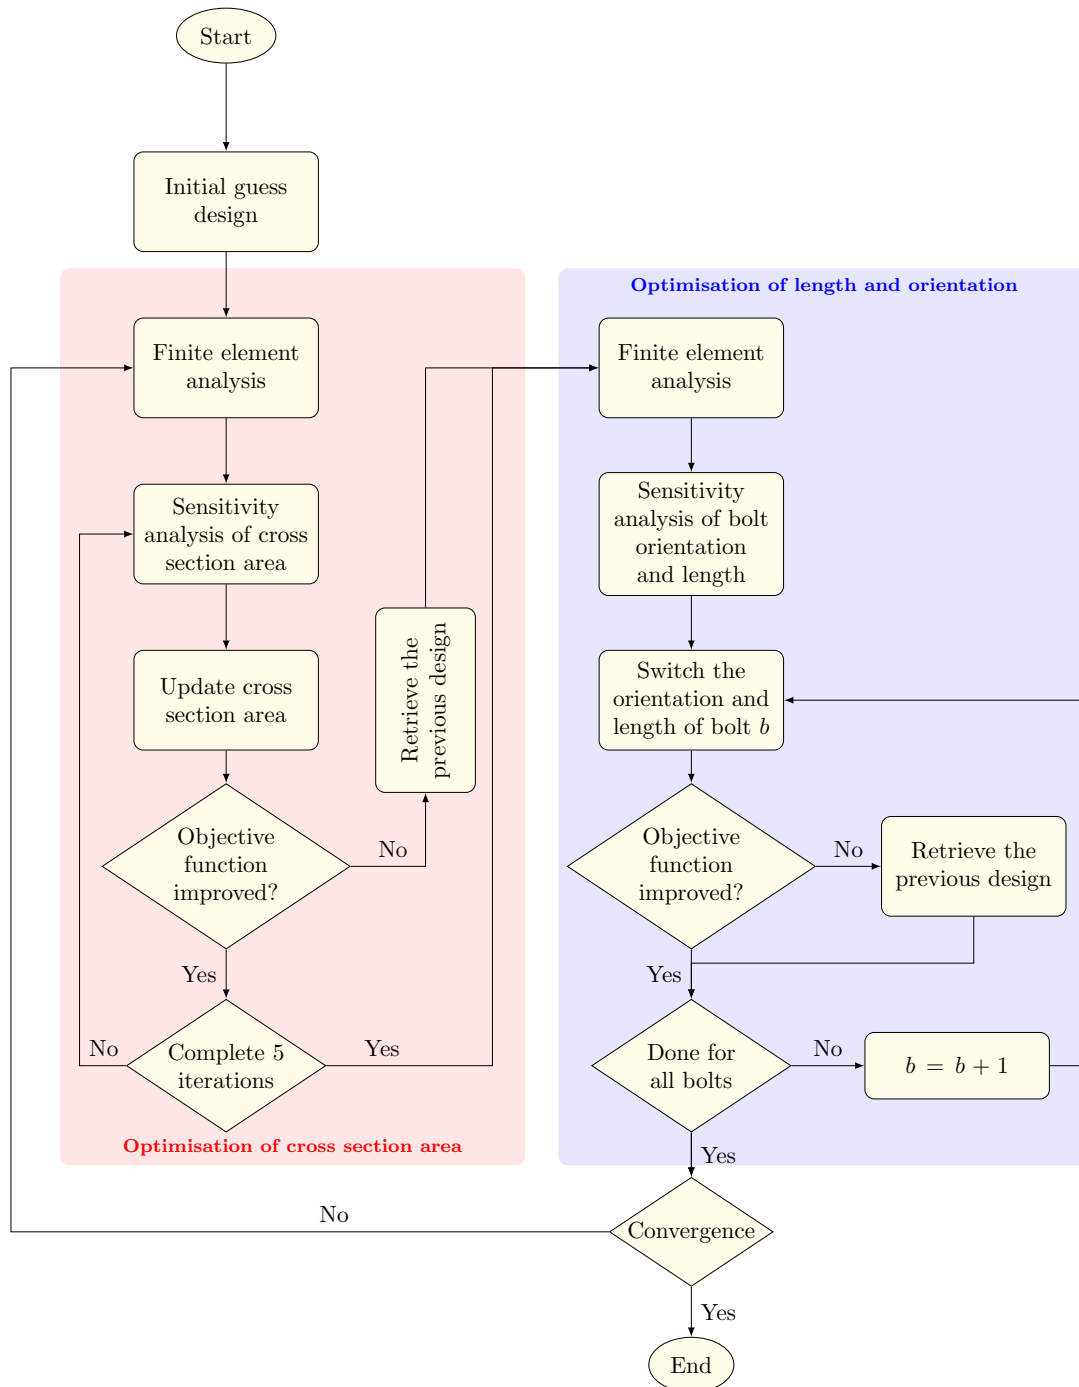 Start
Initial guess
design
Optimisation of length and orientation
Finite element
analysis
Finite element
analysis
Sensitivity
analysis of cross
section area
Sensitivity
analysis of bolt
orientation
and length
Update cross
section area
Retrieve the
previous design
Switch the
orientation and
length of bolt b
Objective
function
improved?
No
Objective
function
improved?
No
Retrieve the
previous design
Yes
Yes
No
Complete 5
iterations
Yes
Done for
all bolts
No
b = b + 1
Optimisation of cross section area
Yes
No
Convergence
Yes
End